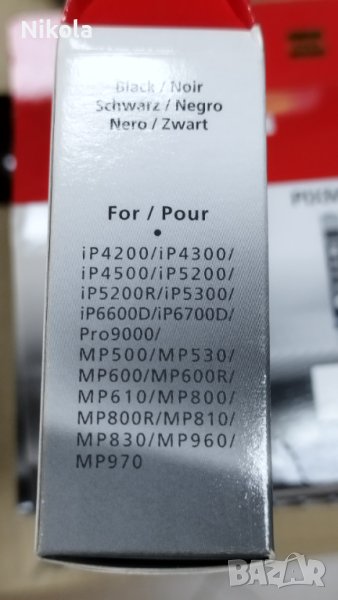 Nikola
Black / Noir
Schwarz / Negro
Nero / Zwart
For / Pour
•
iP4200/iP4300/
iP4500/iP5200/
iP5200R/iP5300/
iP6600D/iP6700D/
Pro9000/
MP500/MP530/
MP600/MP600R/
MP610/MP800/
MP800R/MP810/
MP830/MP960/
MP970
BAZAR